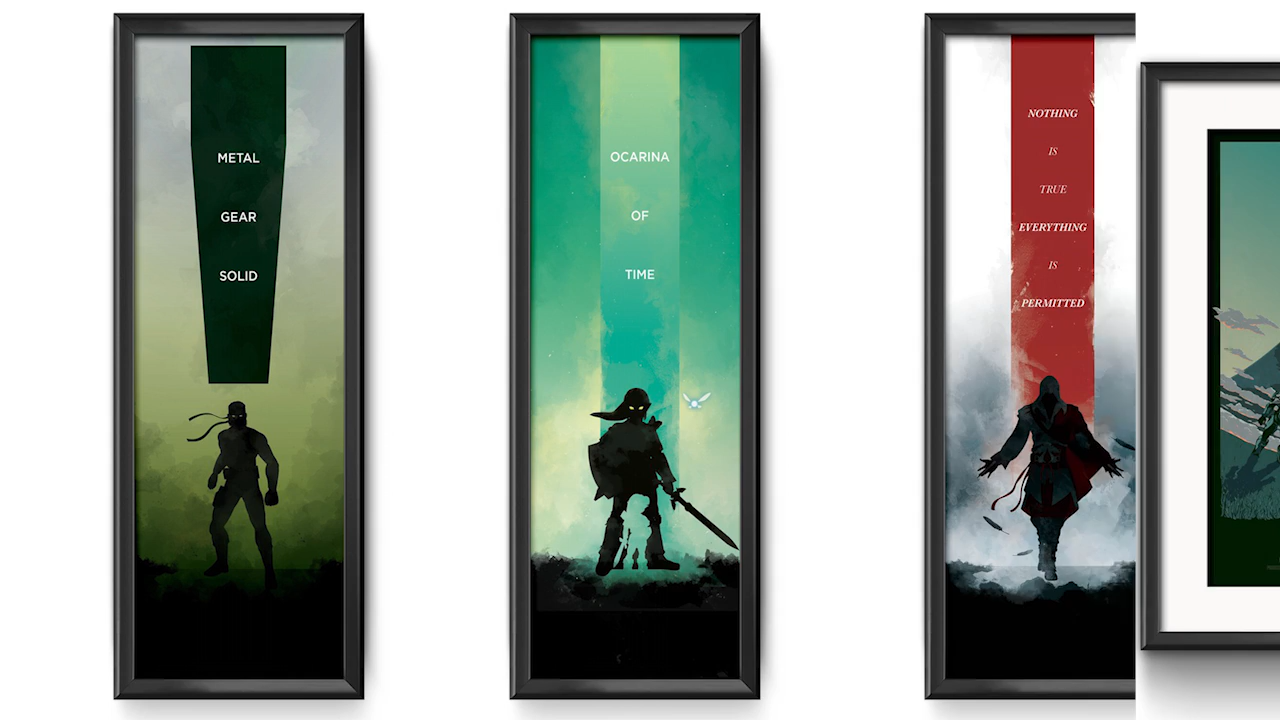 METAL
GEAR
SOLID
OCARINA
OF
TIME
NOTHING
IS
TRUE
EVERYTHING
IS
PERMITTED